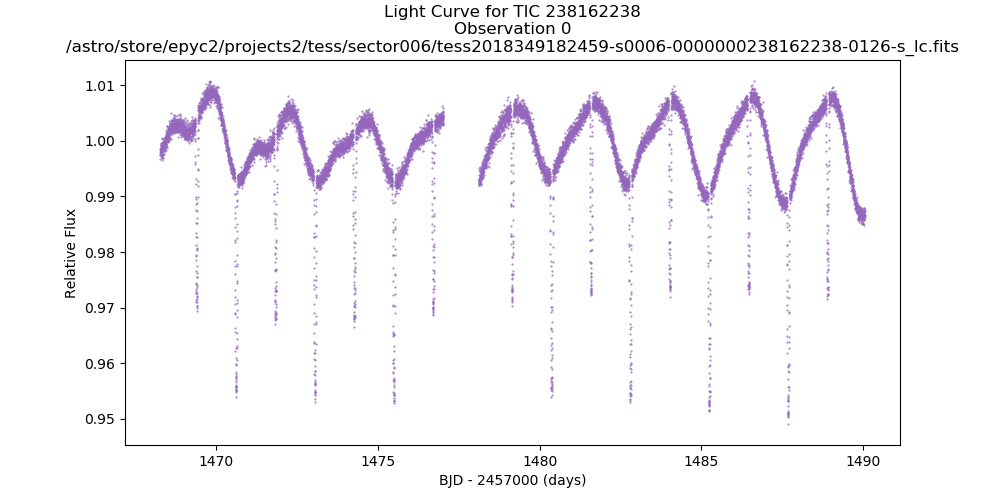 Light Curve for TIC 238162238
Observation 0
/astro/store/epyc2/projects2/tess/sector006/tess2018349182459-s0006-0000000238162238-0126-s_lc.fits
1.01
1.00
0.99
0.98
0.97
0.96
0.95
Relative Flux
1470
1475
1480
1485
1490
BJD - 2457000 (days)